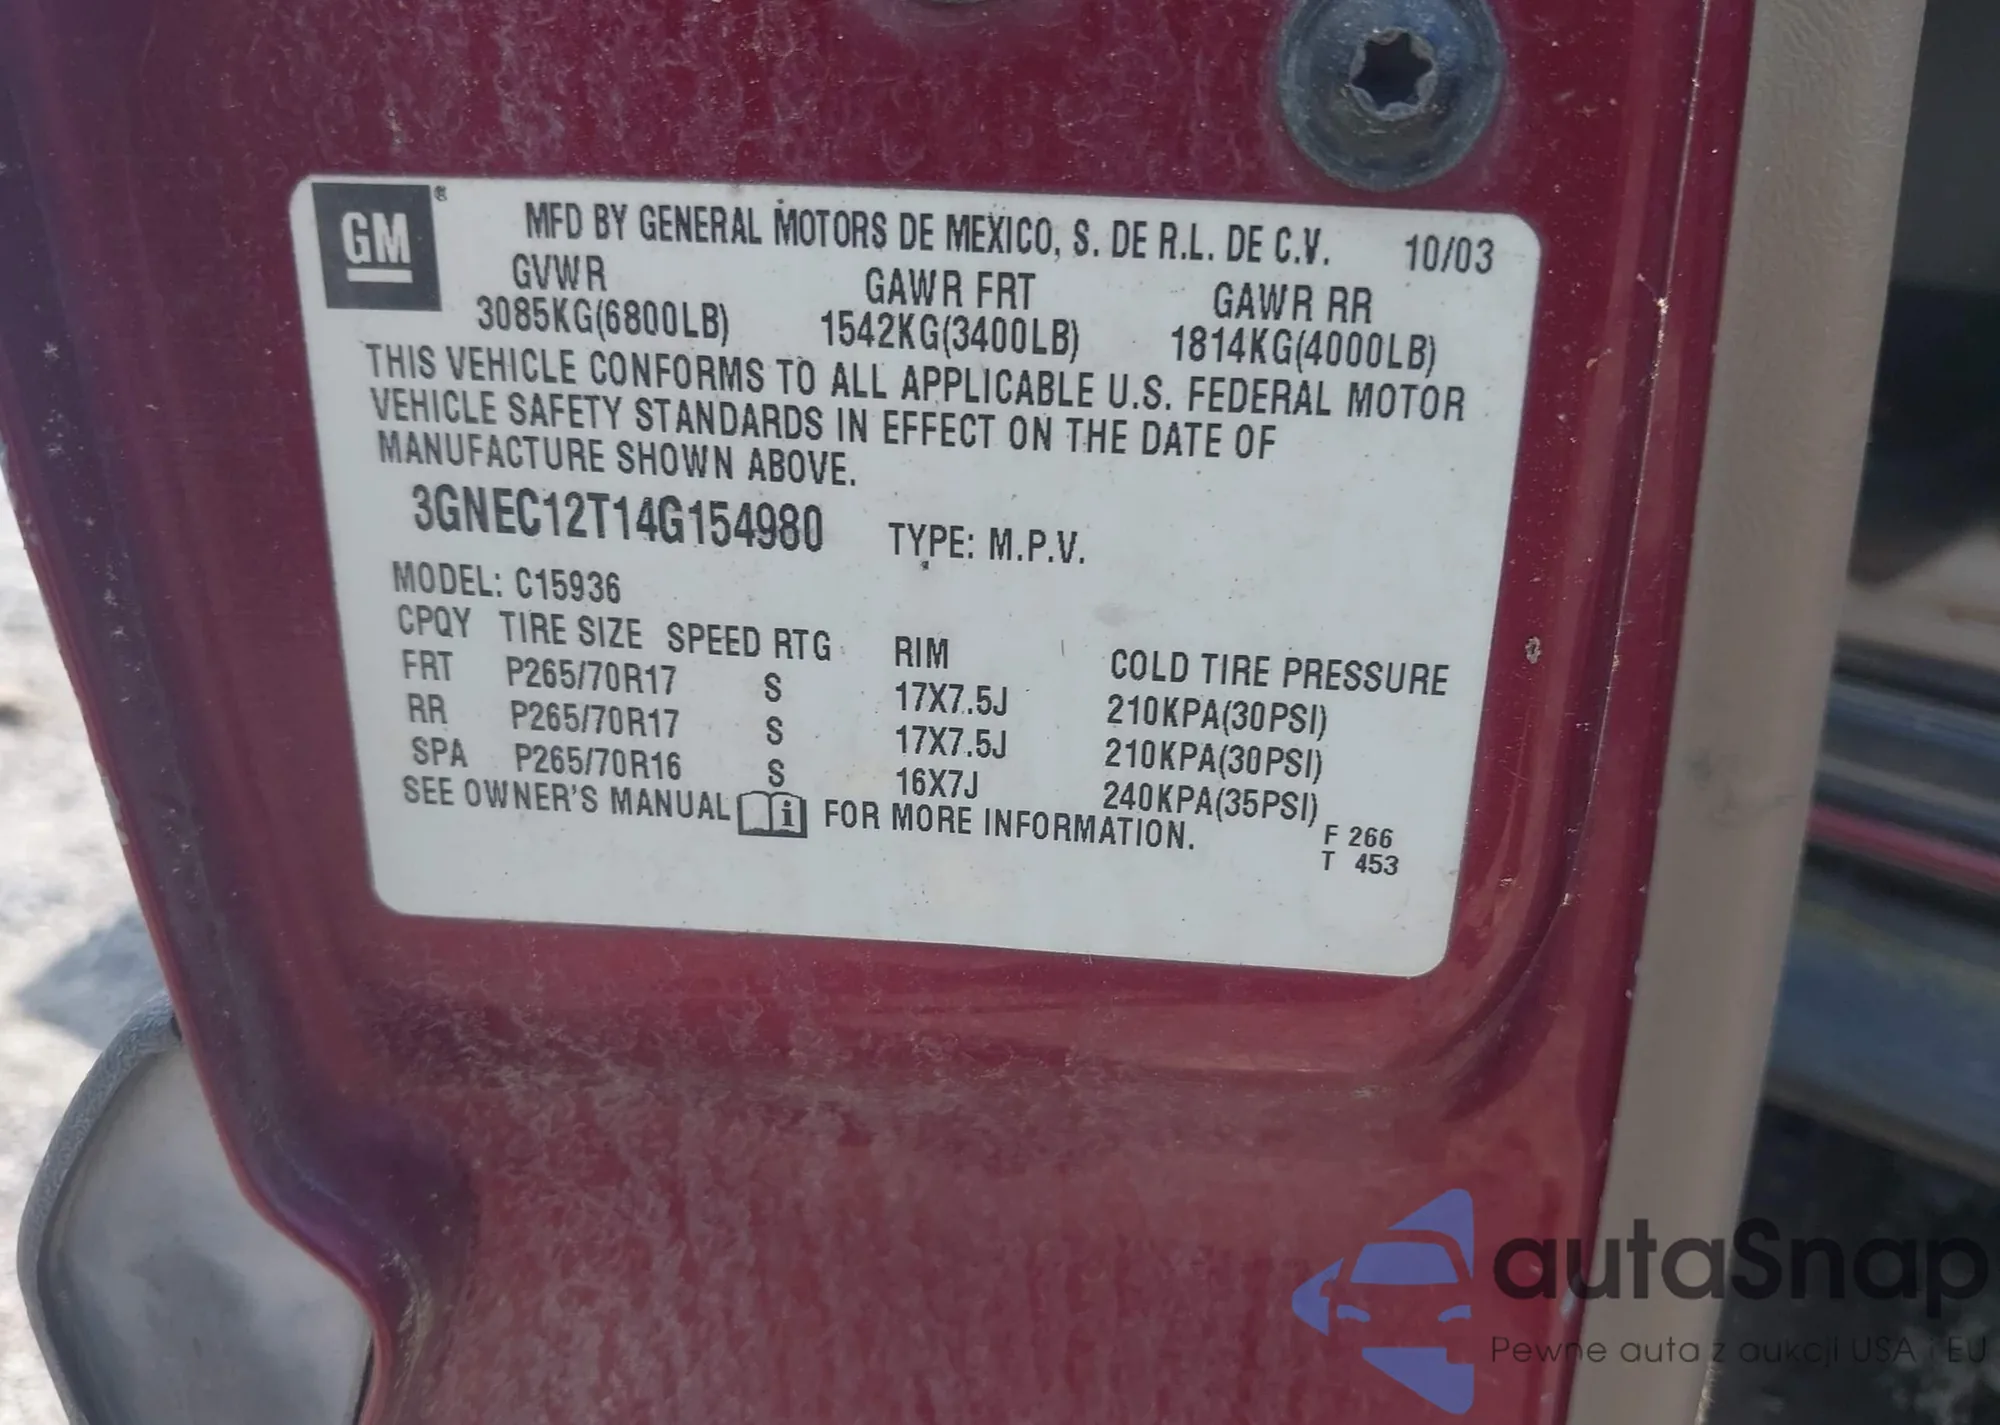 GM ®
MFD BY GENERAL MOTORS DE MEXICO, S. DE R.L. DE C.V. 10/03
GVWR GAWR FRT GAWR RR
3085KG(6800LB) 1542KG(3400LB) 1814KG(4000LB)
THIS VEHICLE CONFORMS TO ALL APPLICABLE U.S. FEDERAL MOTOR
VEHICLE SAFETY STANDARDS IN EFFECT ON THE DATE OF
MANUFACTURE SHOWN ABOVE.
3GNEC12T14G154980 TYPE: M.P.V.
MODEL: C15936
CPQY TIRE SIZE SPEED RTG RIM COLD TIRE PRESSURE
FRT P265/70R17 S 17X7.5J 210KPA(30PSI)
RR P265/70R17 S 17X7.5J 210KPA(30PSI)
SPA P265/70R16 S 16X7J 240KPA(35PSI)
SEE OWNER'S MANUAL i FOR MORE INFORMATION.
F 266
T 453
autaSnap
Pewne auta z aukcji USA i EU